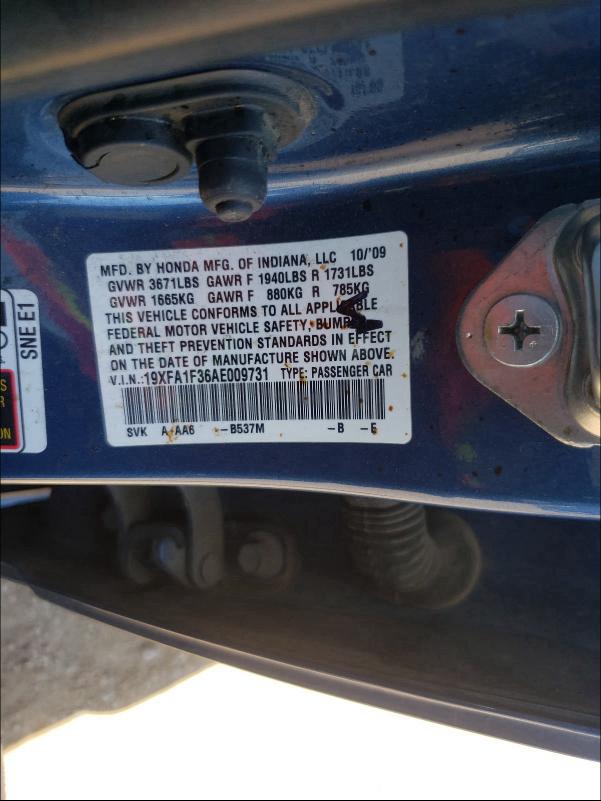 MFD. BY HONDA MFG. OF INDIANA, LLC 10/'09
GVWR 3671LBS GAWR F 1940LBS R 1731LBS
GVWR 1665KG GAWR F 880KG R 785KG
THIS VEHICLE CONFORMS TO ALL APPLICABLE
FEDERAL MOTOR VEHICLE SAFETY, BUMPER
AND THEFT PREVENTION STANDARDS IN EFFECT
ON THE DATE OF MANUFACTURE SHOWN ABOVE.
V.I.N.:19XFA1F36AE009731 TYPE: PASSENGER CAR
SVK A-AA6 --B537M --B --E
SNE E1